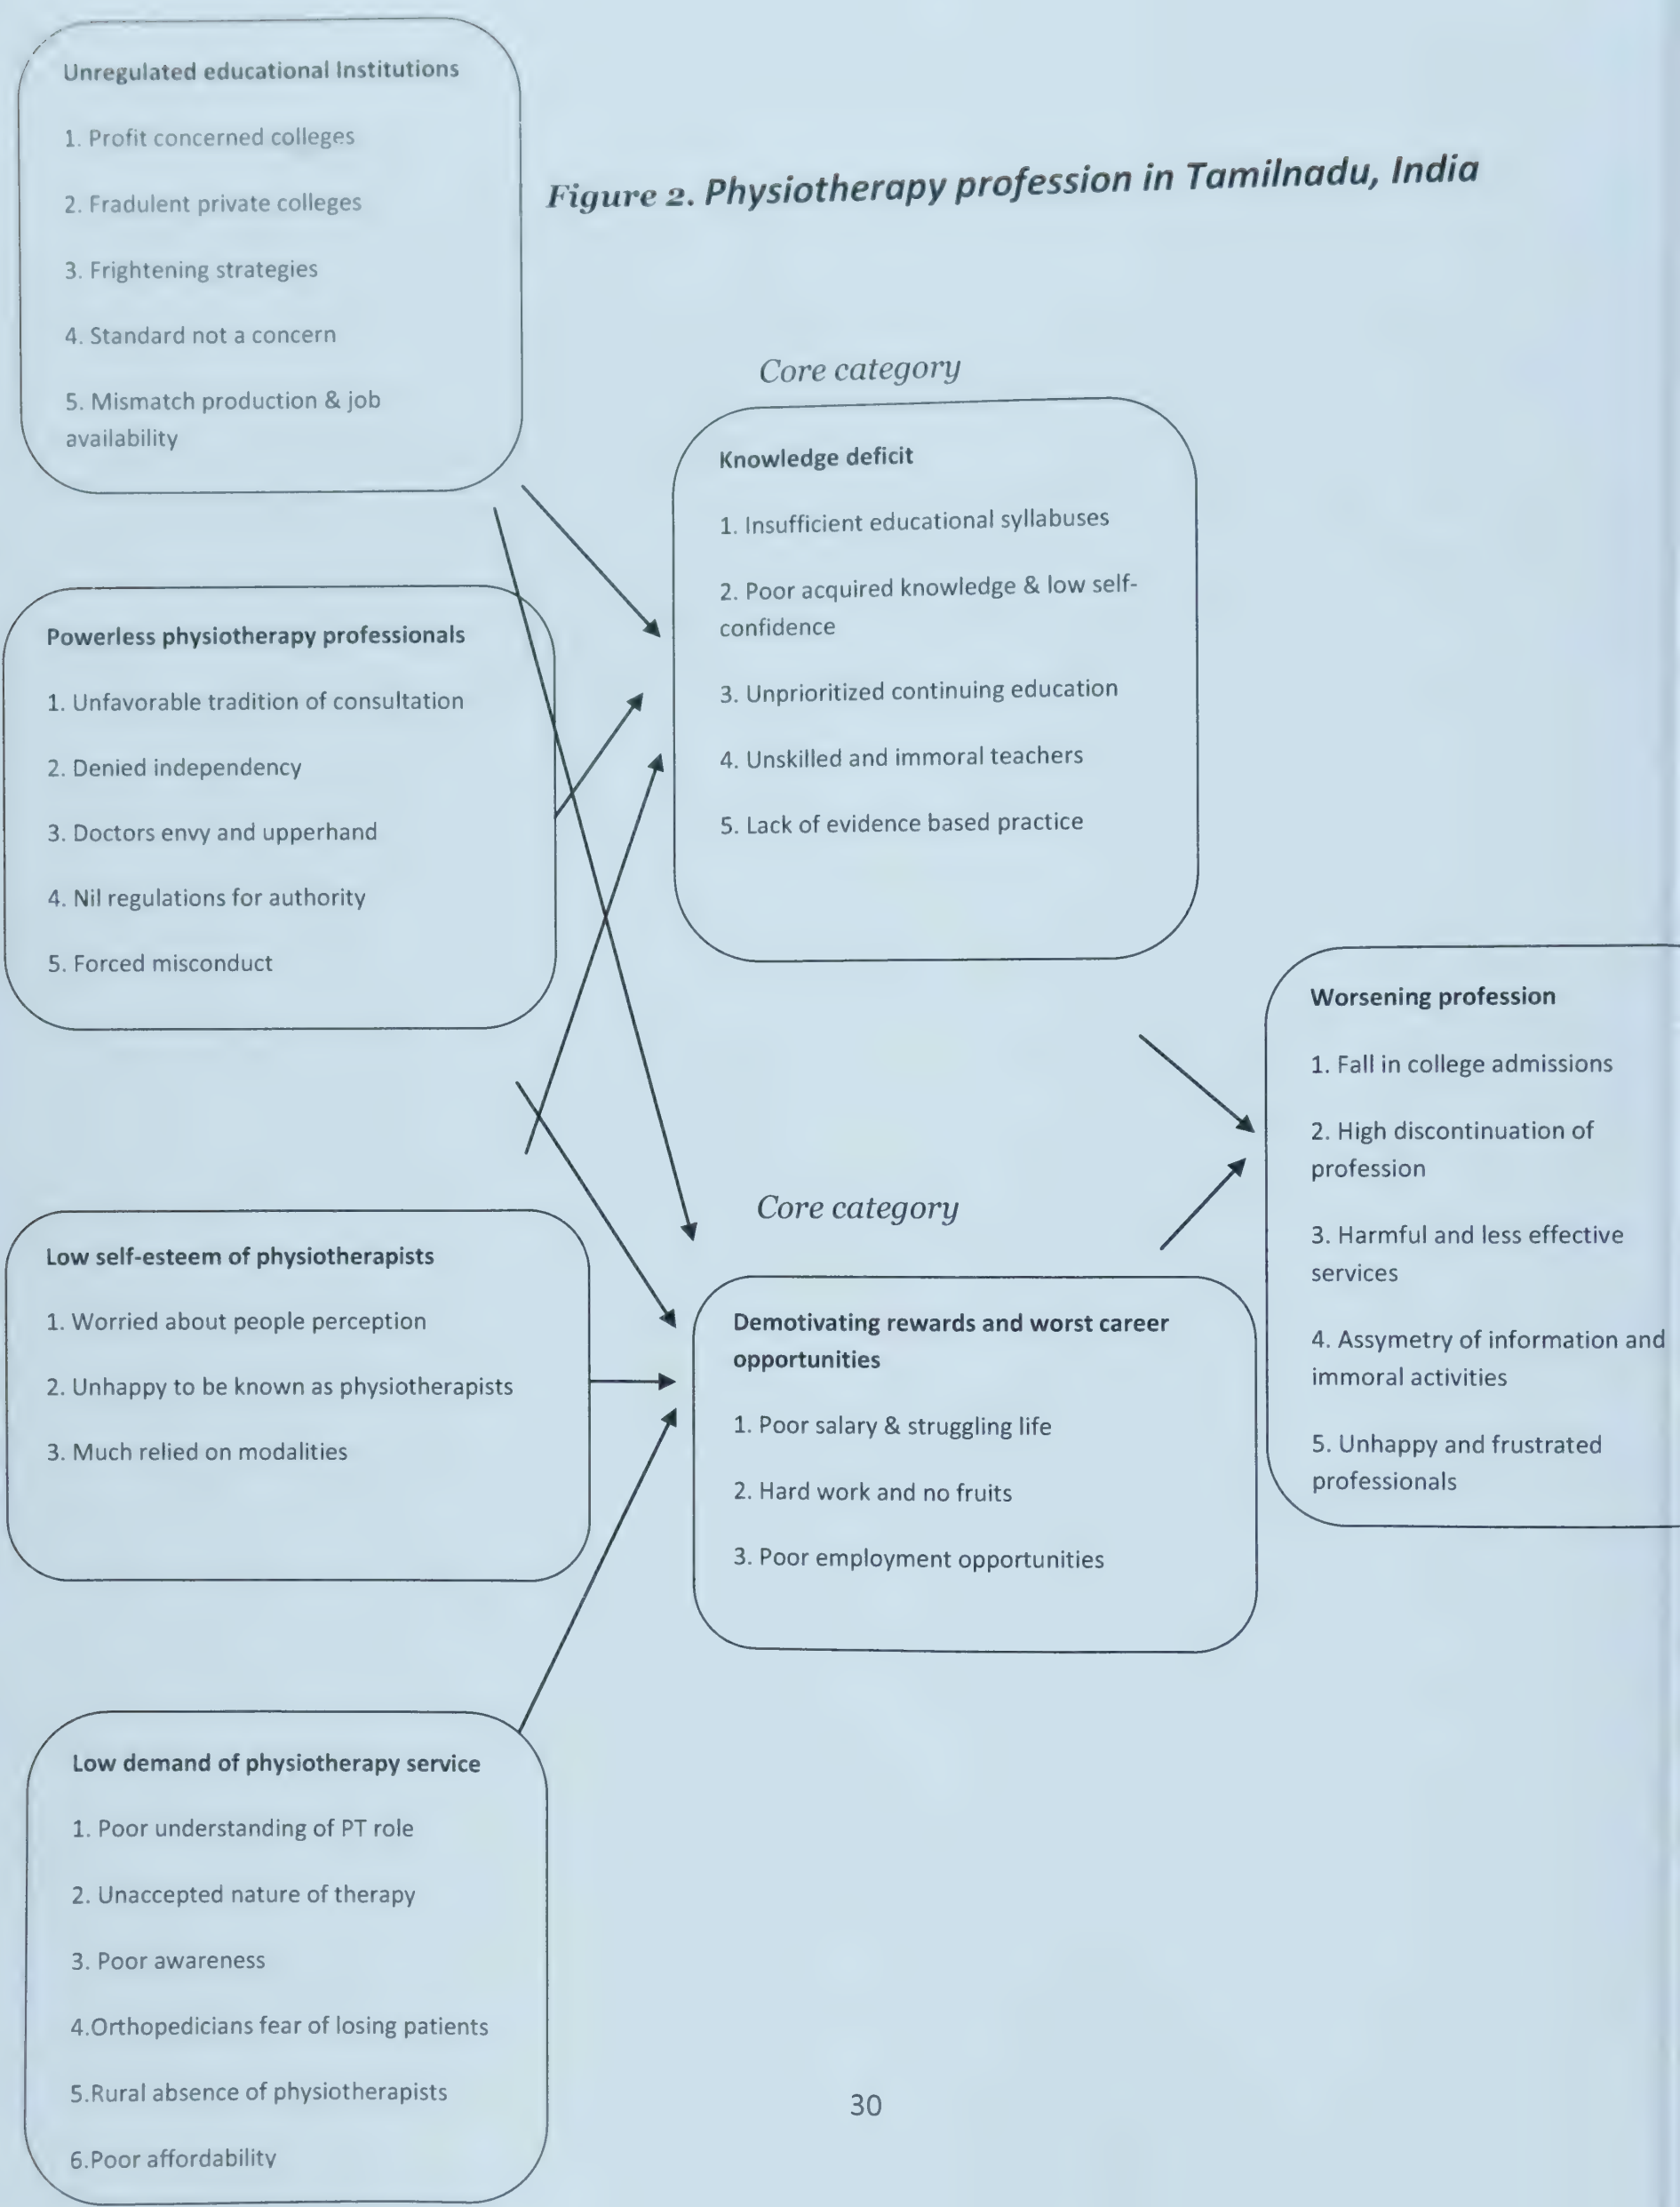 Unregulated educational Institutions
1. Profit concerned colleges
2. Fradulent private colleges
3. Frightening strategies
4. Standard not a concern
5. Mismatch production & job
availability
Figure 2. Physiotherapy profession in Tamilnadu, India
Core category
Knowledge deficit
1. Insufficient educational syllabuses
2. Poor acquired knowledge & low self-
confidence
3. Unprioritized continuing education
4. Unskilled and immoral teachers
5. Lack of evidence based practice
Powerless physiotherapy professionals
1. Unfavorable tradition of consultation
2. Denied independency
3. Doctors envy and upperhand
4. Nil regulations for authority
5. Forced misconduct
Worsening profession
1. Fall in college admissions
2. High discontinuation of
profession
3. Harmful and less effective
services
4. Assymetry of information and
immoral activities
5. Unhappy and frustrated
professionals
Low self-esteem of physiotherapists
1. Worried about people perception
2. Unhappy to be known as physiotherapists
3. Much relied on modalities
Core category
Demotivating rewards and worst career
opportunities
1. Poor salary & struggling life
2. Hard work and no fruits
3. Poor employment opportunities
Low demand of physiotherapy service
1. Poor understanding of PT role
2. Unaccepted nature of therapy
3. Poor awareness
4.Orthopedicians fear of losing patients
5.Rural absence of physiotherapists
6.Poor affordability
30